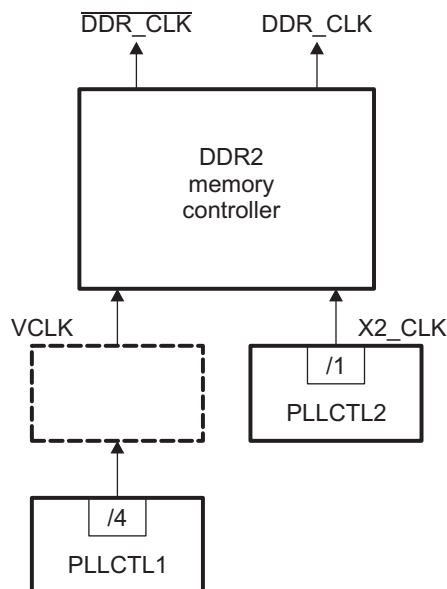 DDR_CLK DDR_CLK
DDR2
memory
controller
VCLK X2_CLK
/1
PLLCTL2
/4
PLLCTL1